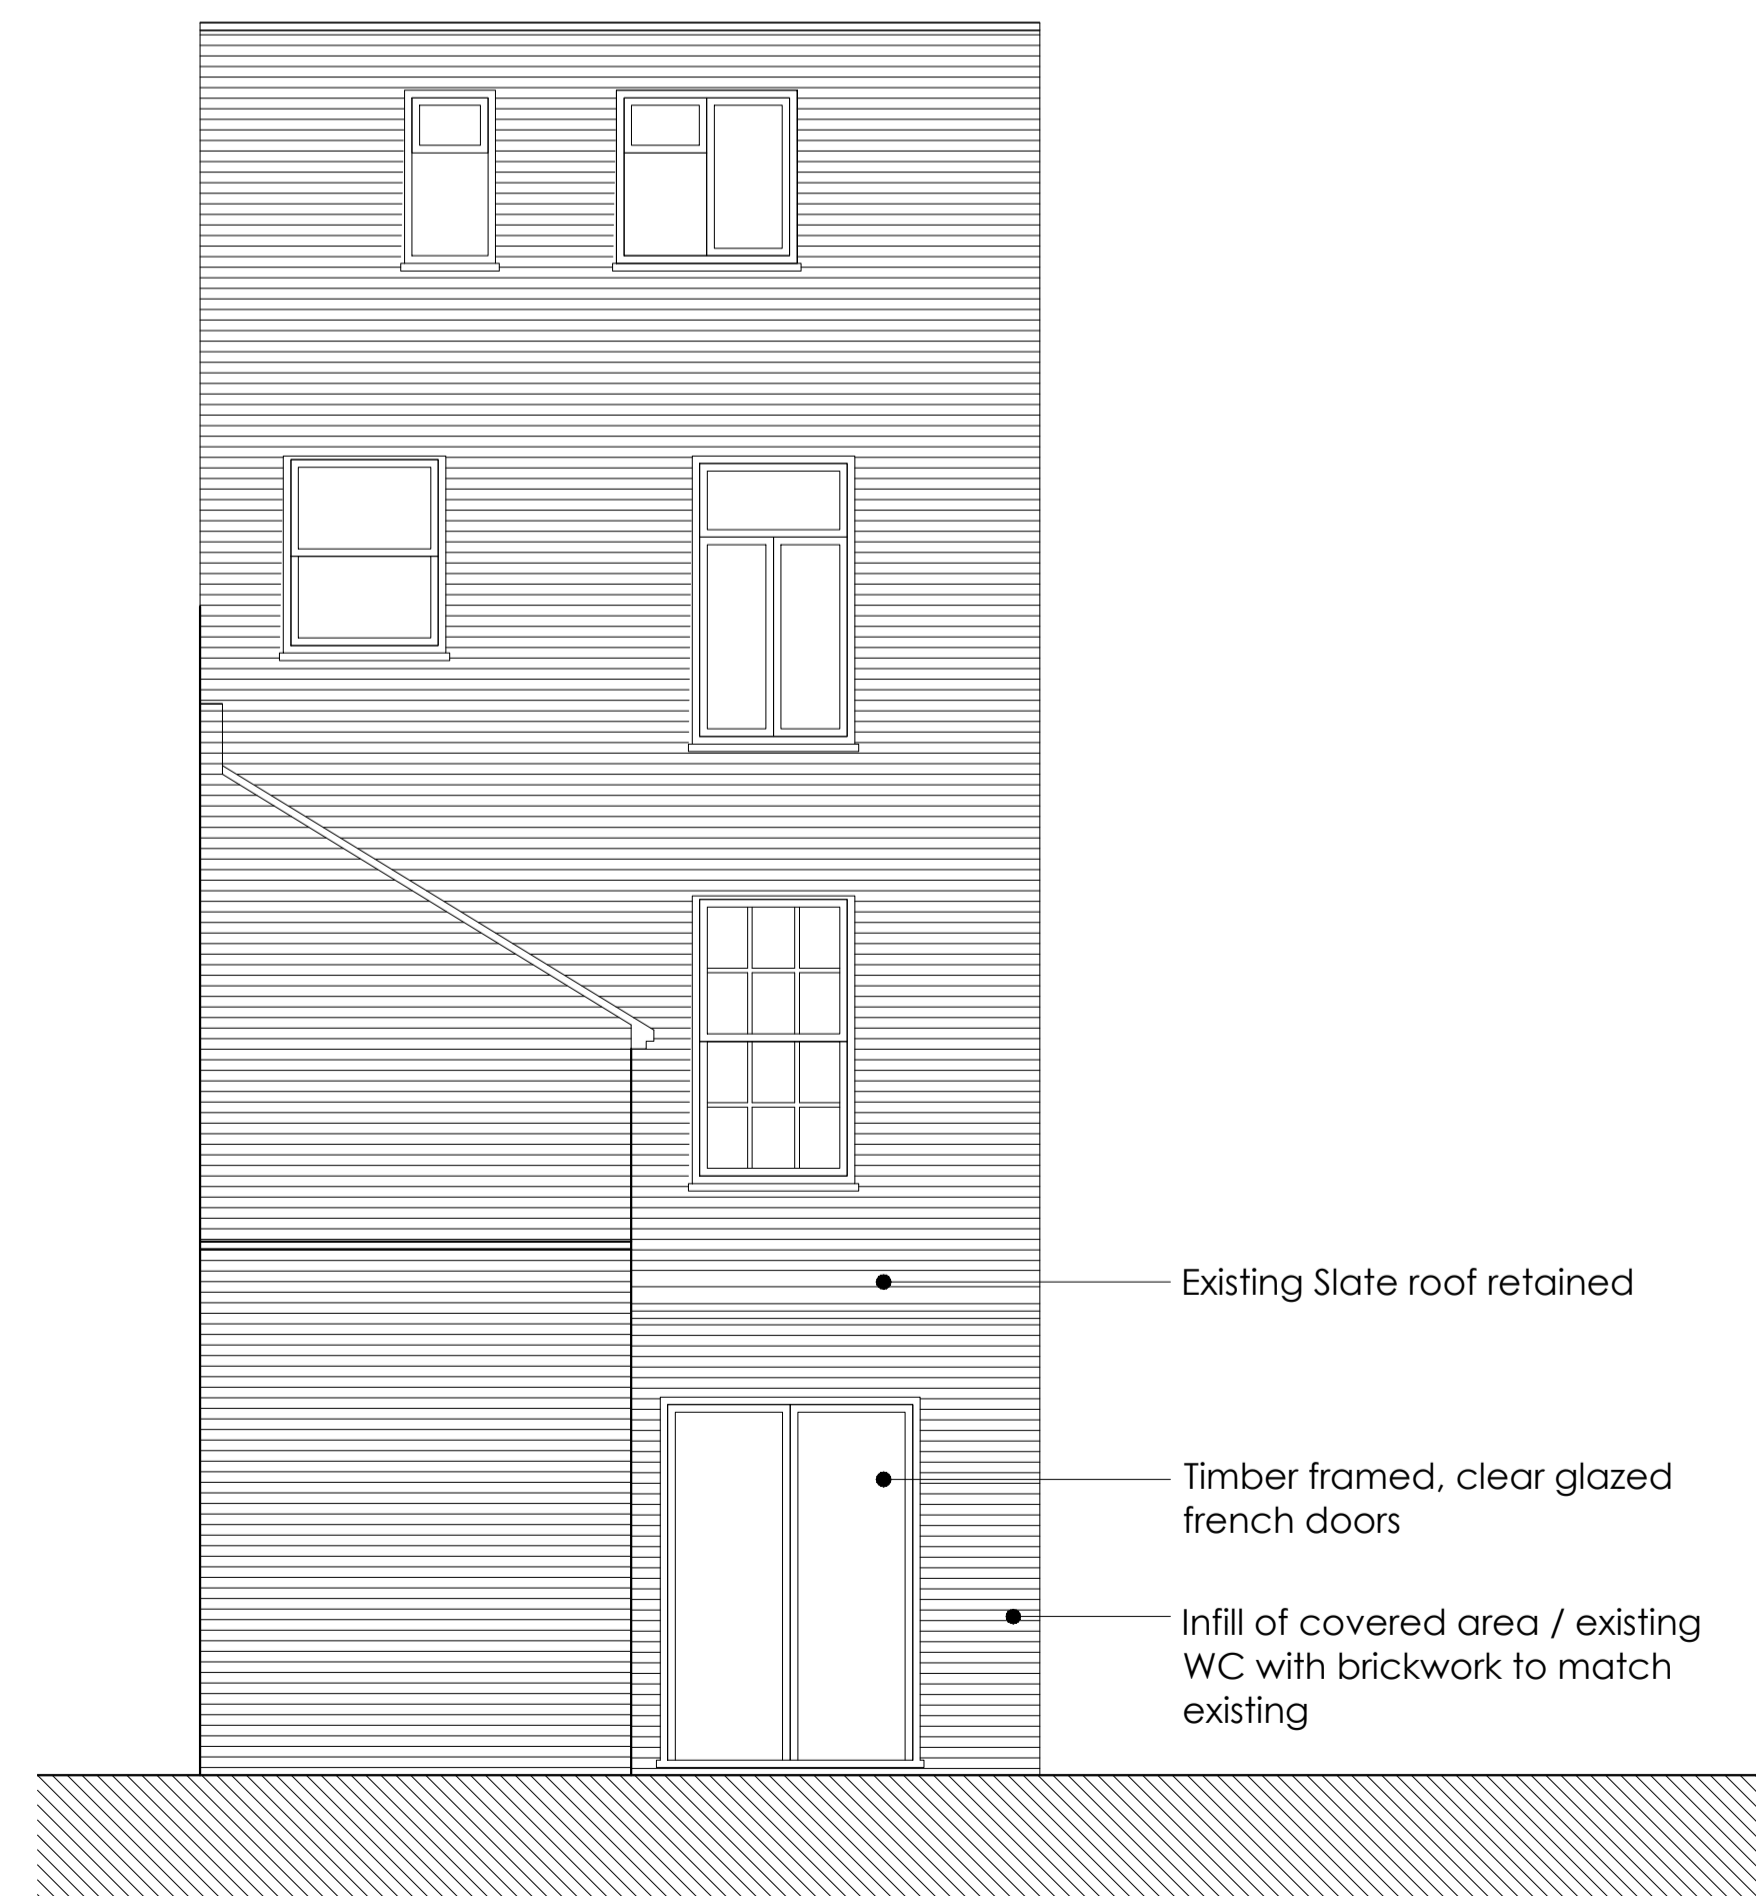 Existing Slate roof retained
Timber framed, clear glazed
french doors
Infill of covered area / existing
WC with brickwork to match
existing